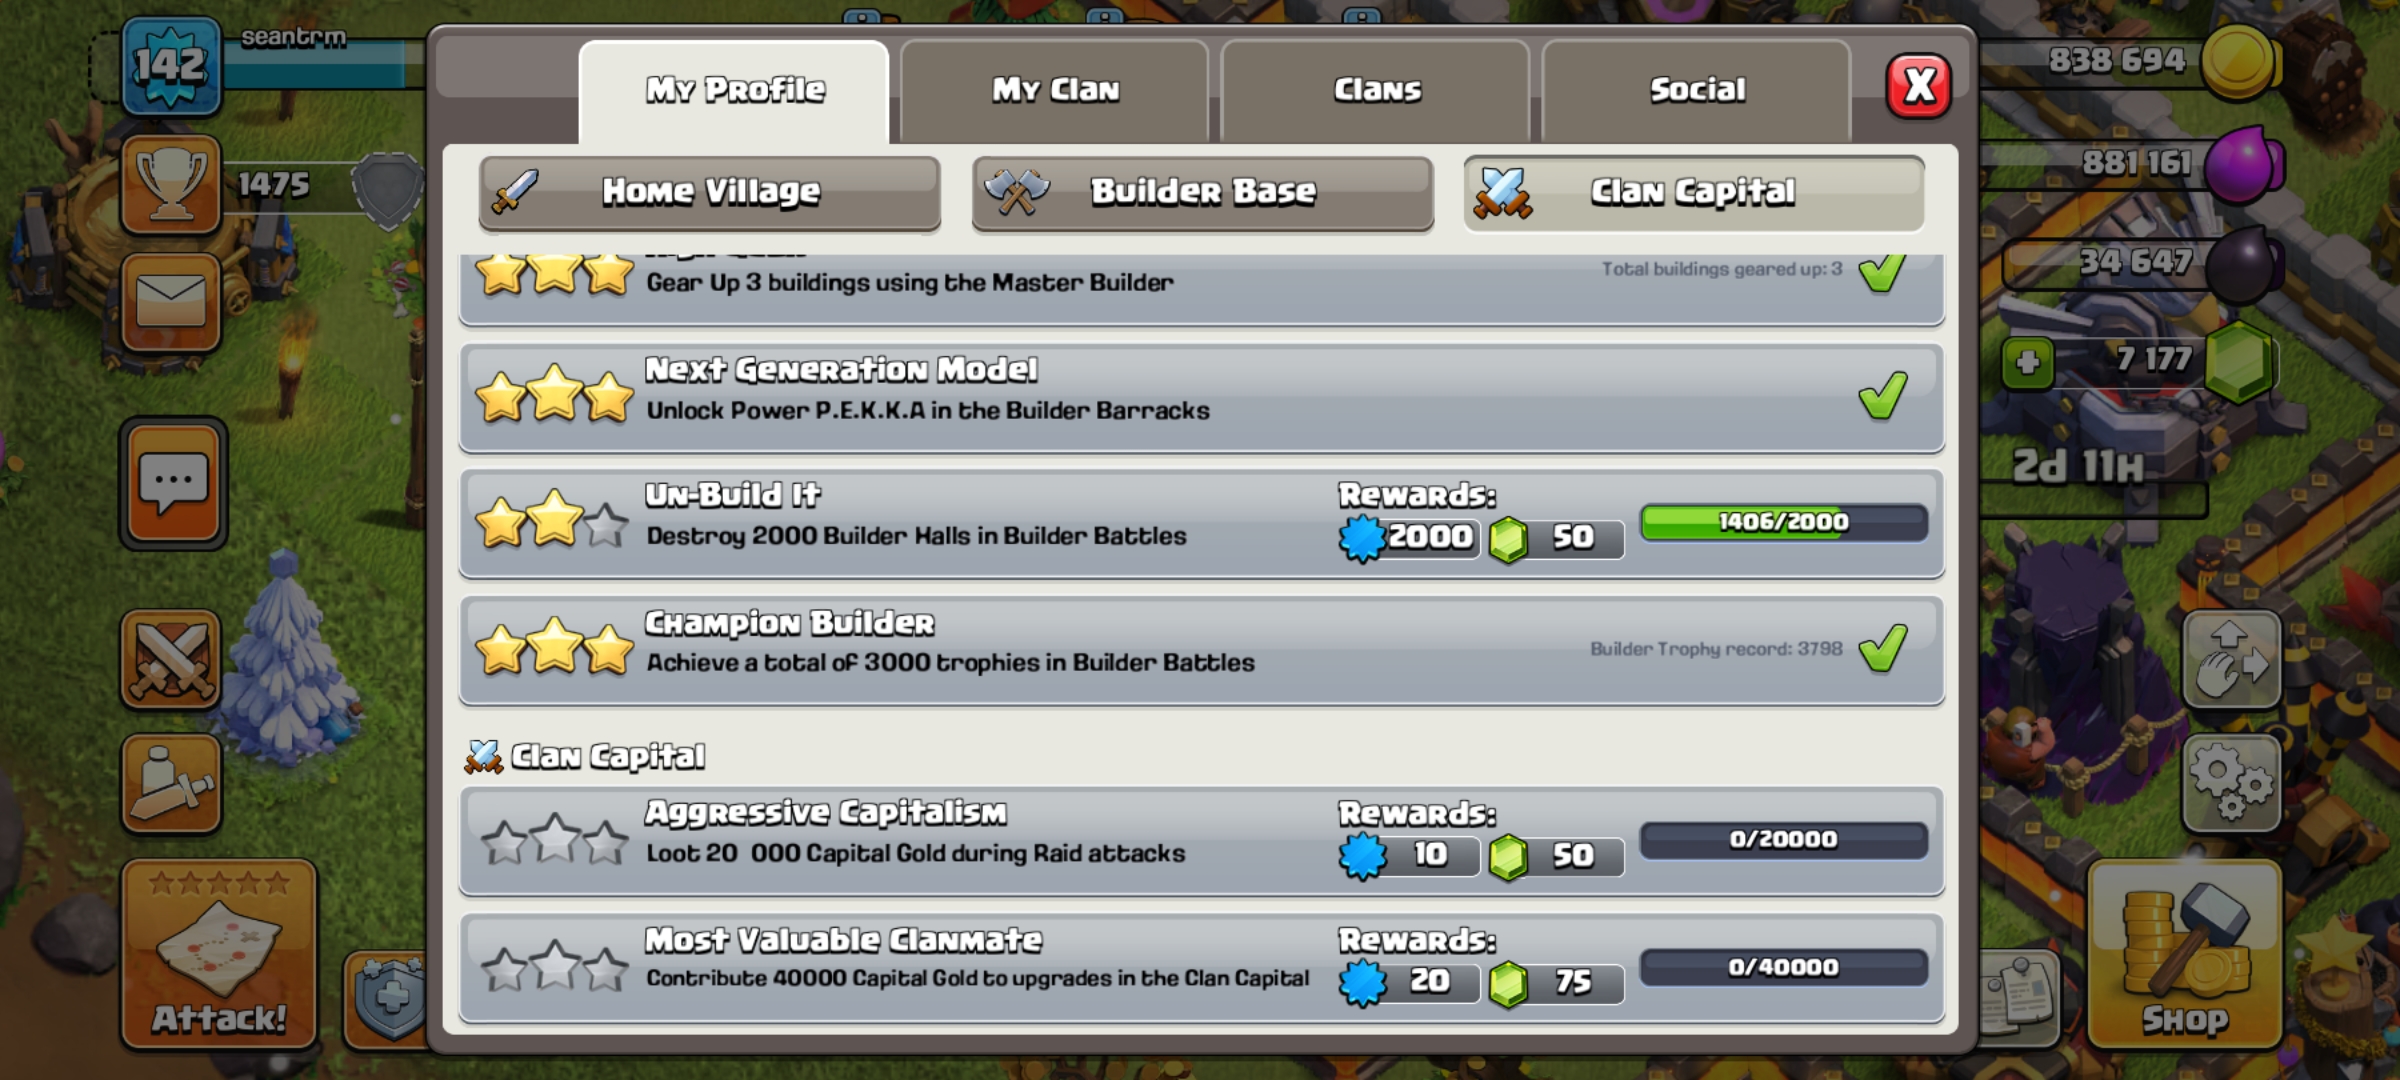 142
seantrm
My Profile
My Clan
Clans
Social
X
838 694
1475
Home Village
Builder Base
Clan Capital
881 161
Gear Up 3 buildings using the Master Builder
Total buildings geared up: 3
34 647
Next Generation Model
Unlock Power P.E.K.K.A in the Builder Barracks
7 177
2d 11H
Un-Build It
Destroy 2000 Builder Halls in Builder Battles
Rewards:
2000
50
1406/2000
Champion Builder
Achieve a total of 3000 trophies in Builder Battles
Builder Trophy record: 3798
Clan Capital
Aggressive Capitalism
Loot 20 000 Capital Gold during Raid attacks
Rewards:
10
50
0/20000
Most Valuable Clanmate
Contribute 40000 Capital Gold to upgrades in the Clan Capital
Rewards:
20
75
0/40000
Attack!
Shop